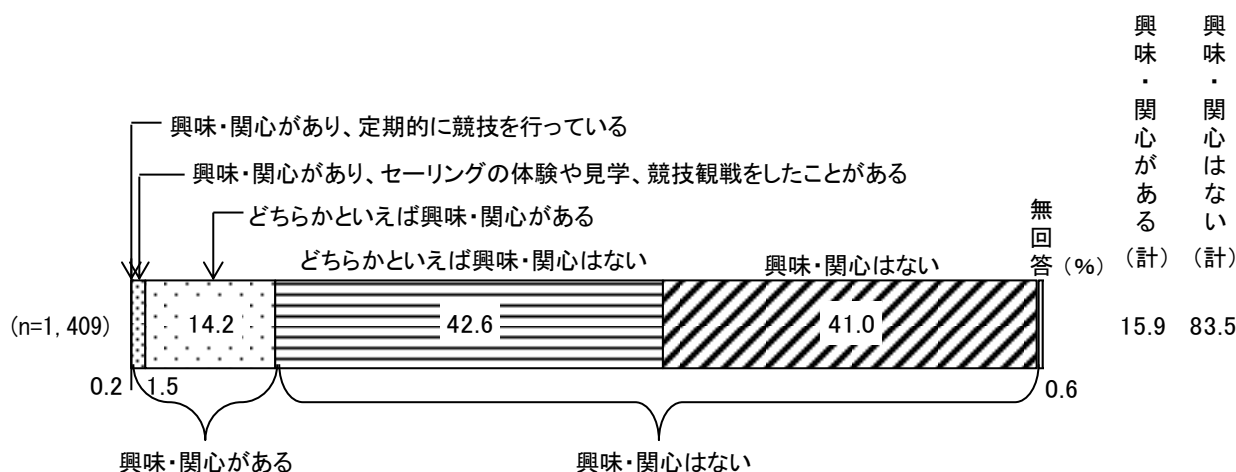 興味・関心がある(計)
興味・関心はない(計)
興味・関心があり、定期的に競技を行っている
興味・関心があり、セーリングの体験や見学、競技観戦をしたことがある
どちらかといえば興味・関心がある
どちらかといえば興味・関心はない
興味・関心はない
無回答
(%)
(n=1,409)
14.2
42.6
41.0
15.9
83.5
0.2
1.5
0.6
興味・関心がある
興味・関心はない